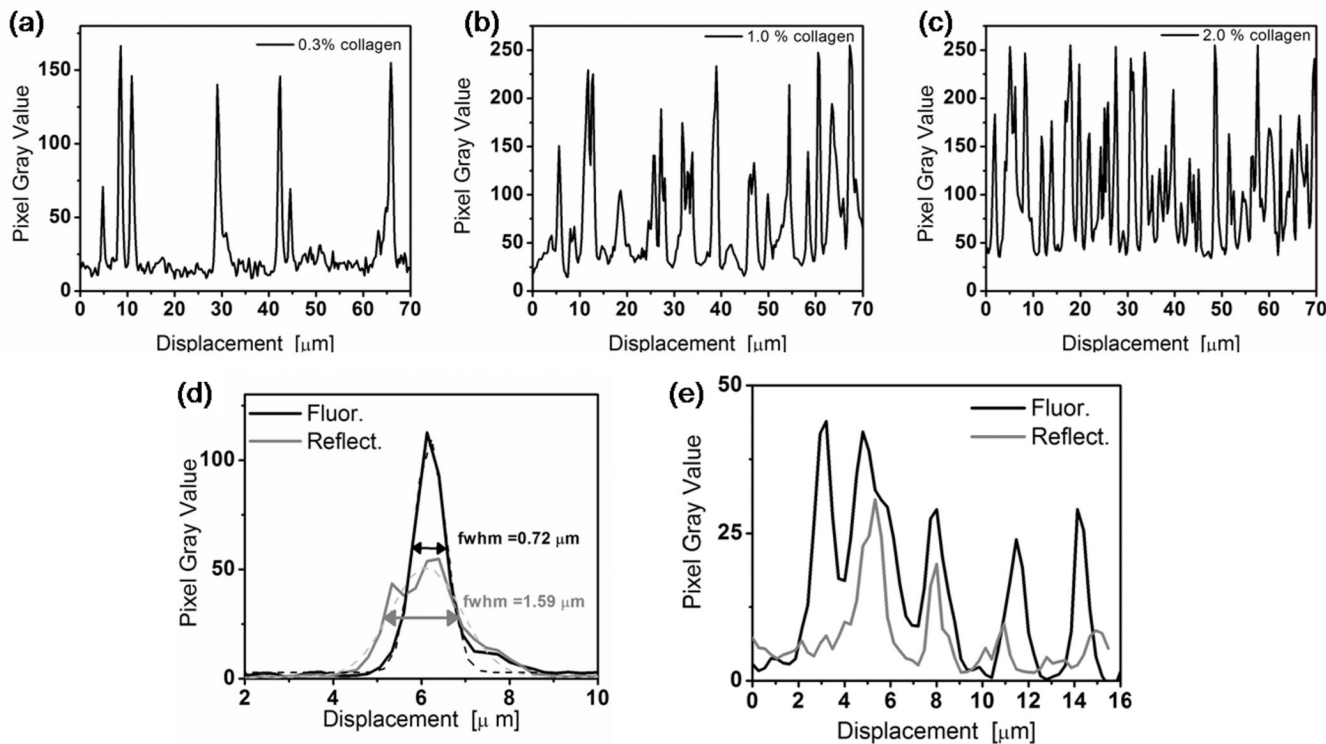 (a)
0.3% collagen
150
100
50
0
Pixel Gray Value
0 10 20 30 40 50 60 70
Displacement [μm]
(b)
1.0 % collagen
250
200
150
100
50
0
Pixel Gray Value
0 10 20 30 40 50 60 70
Displacement [μm]
(c)
2.0 % collagen
250
200
150
100
50
0
Pixel Gray Value
0 10 20 30 40 50 60 70
Displacement [μm]
(d)
Fluor.
Reflect.
100
50
0
Pixel Gray Value
fwhm =0.72 μm
fwhm =1.59 μm
2 4 6 8 10
Displacement [μ m]
(e)
Fluor.
Reflect.
50
25
0
Pixel Gray Value
0 2 4 6 8 10 12 14 16
Displacement [μm]